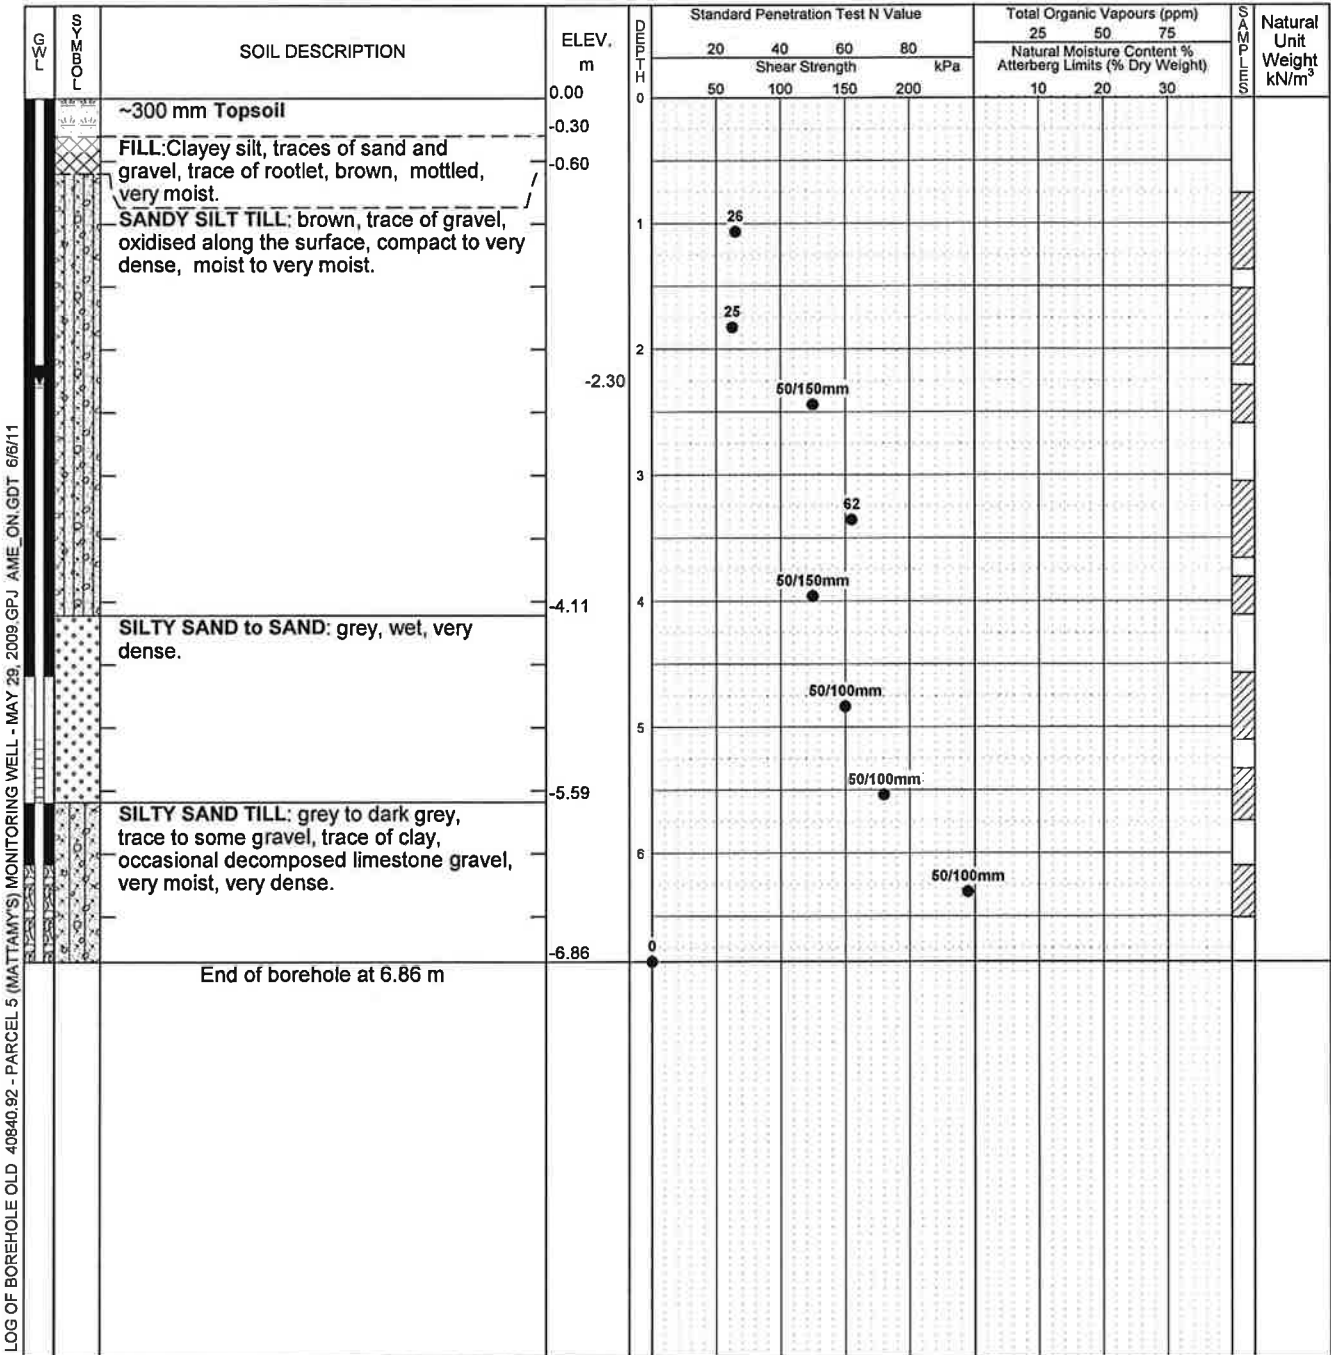 GWL
SYMBOL
SOIL DESCRIPTION
ELEV.
m
DEPTH
Standard Penetration Test N Value
20 40 60 80
Shear Strength kPa
50 100 150 200
Total Organic Vapours (ppm)
25 50 75
Natural Moisture Content %
Atterberg Limits (% Dry Weight)
10 20 30
SAMPLES
Natural
Unit
Weight
kN/m³
0.00
0
~300 mm Topsoil
-0.30
FILL:Clayey silt, traces of sand and
gravel, trace of rootlet, brown, mottled,
very moist.
-0.60
SANDY SILT TILL: brown, trace of gravel,
oxidised along the surface, compact to very
dense, moist to very moist.
26
1
25
2
-2.30
50/150mm
3
62
50/150mm
4
-4.11
SILTY SAND to SAND: grey, wet, very
dense.
50/100mm
5
50/100mm
-5.59
SILTY SAND TILL: grey to dark grey,
trace to some gravel, trace of clay,
occasional decomposed limestone gravel,
very moist, very dense.
6
50/100mm
0
-6.86
End of borehole at 6.86 m
LOG OF BOREHOLE OLD 40840.92 - PARCEL 5 (MATTAMY'S) MONITORING WELL - MAY 29, 2009.GPJ AME_ON.GDT 6/6/11